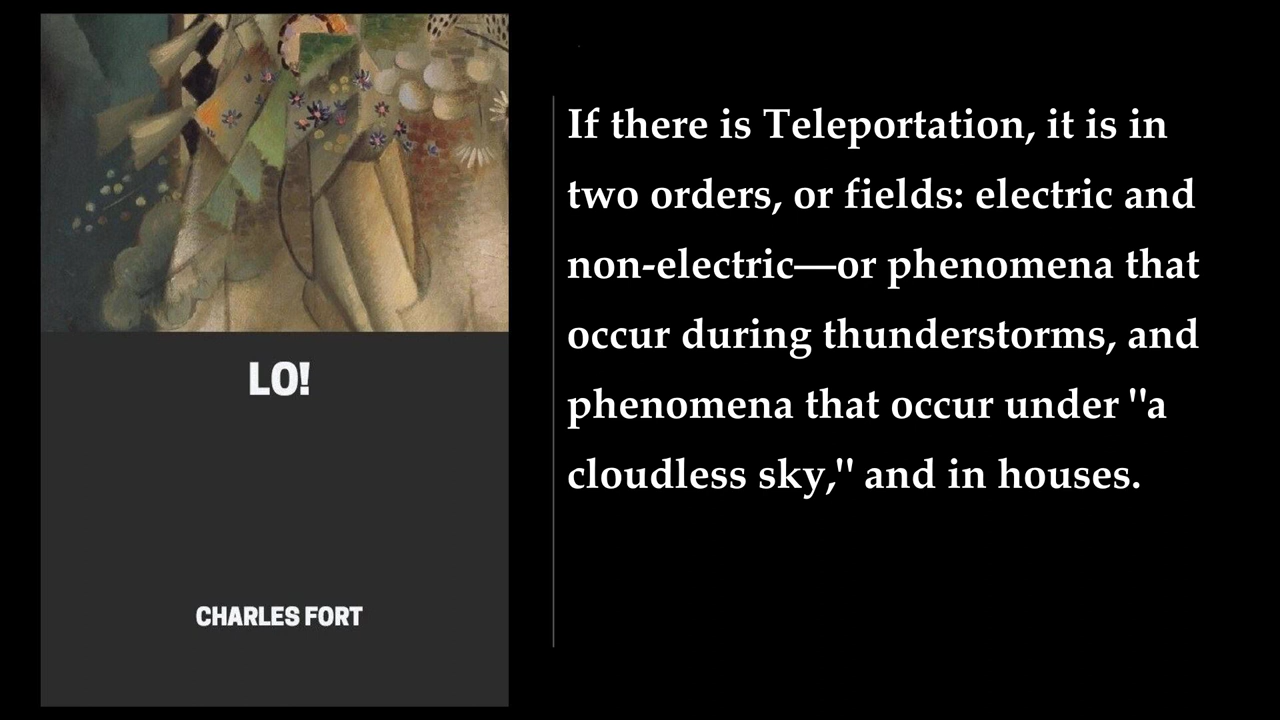 LO!
CHARLES FORT
If there is Teleportation, it is in
two orders, or fields: electric and
non-electric—or phenomena that
occur during thunderstorms, and
phenomena that occur under "a
cloudless sky," and in houses.